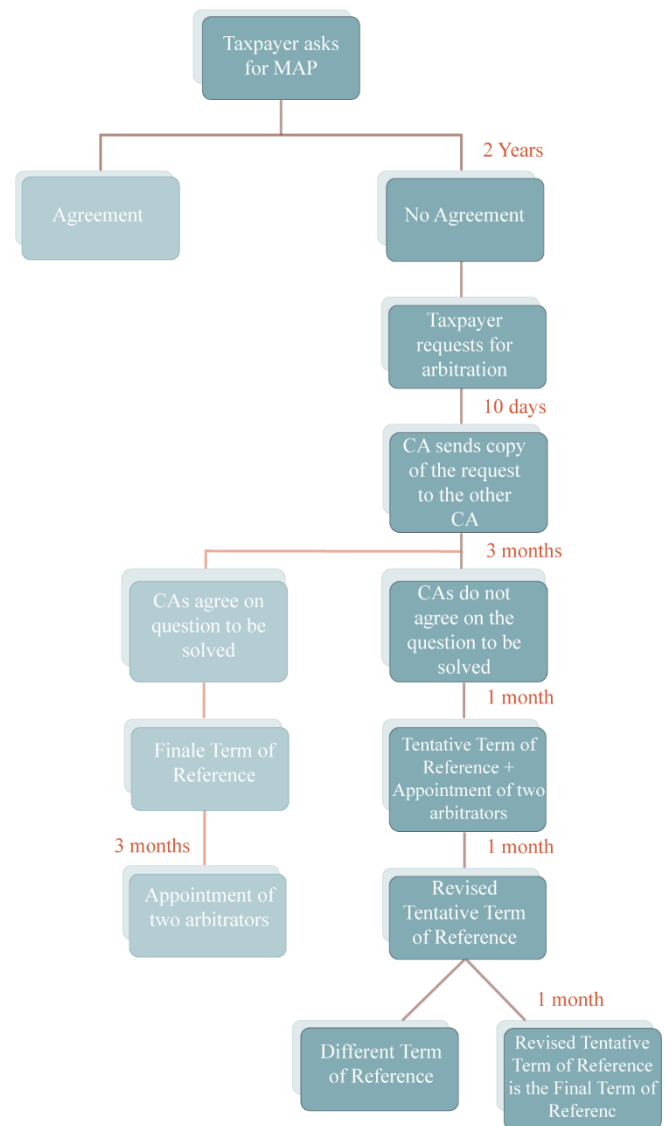 Taxpayer asks
for MAP
2 Years
Agreement
No Agreement
Taxpayer
requests for
arbitration
10 days
CA sends copy
of the request
to the other
CA
3 months
CAs agree on
question to be
solved
CAs do not
agree on the
question to be
solved
1 month
Finale Term of
Reference
Tentative Term of
Reference +
Appointment of two
arbitrators
3 months
1 month
Appointment of
two arbitrators
Revised
Tentative Term
of Reference
1 month
Different Term
of Reference
Revised Tentative
Term of Reference
is the Final Term of
Referenc